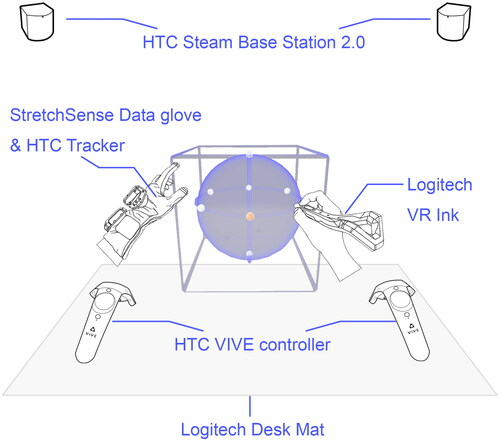 HTC Steam Base Station 2.0
StretchSense Data glove
& HTC Tracker
Logitech
VR Ink
VIVE
VIVE
HTC VIVE controller
Logitech Desk Mat